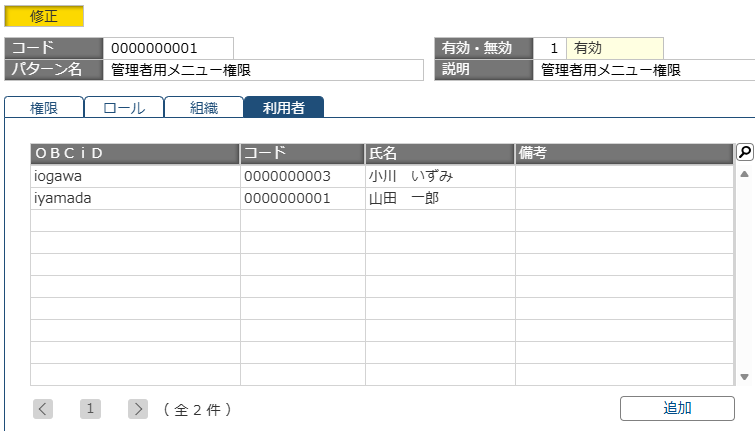 修正
コード 0000000001 有効・無効 1 有効
パターン名 管理者用メニュー権限 説明 管理者用メニュー権限
権限 ロール 組織 利用者
ＯＢＣｉＤ コード 氏名 備考
iogawa 0000000003 小川　いずみ
iyamada 0000000001 山田　一郎
1 （ 全 2 件 ） 追加